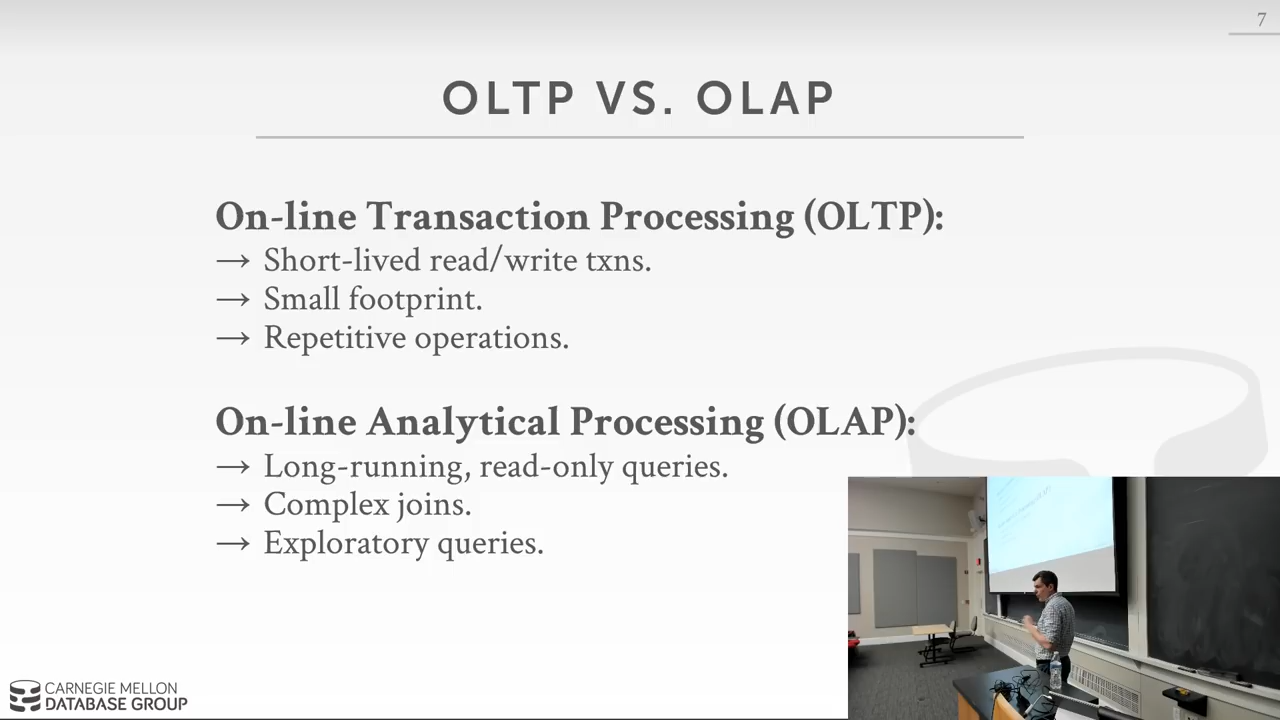 7
OLTP VS. OLAP
On-line Transaction Processing (OLTP):
→ Short-lived read/write txns.
→ Small footprint.
→ Repetitive operations.
On-line Analytical Processing (OLAP):
→ Long-running, read-only queries.
→ Complex joins.
→ Exploratory queries.
CARNEGIE MELLON
DATABASE GROUP